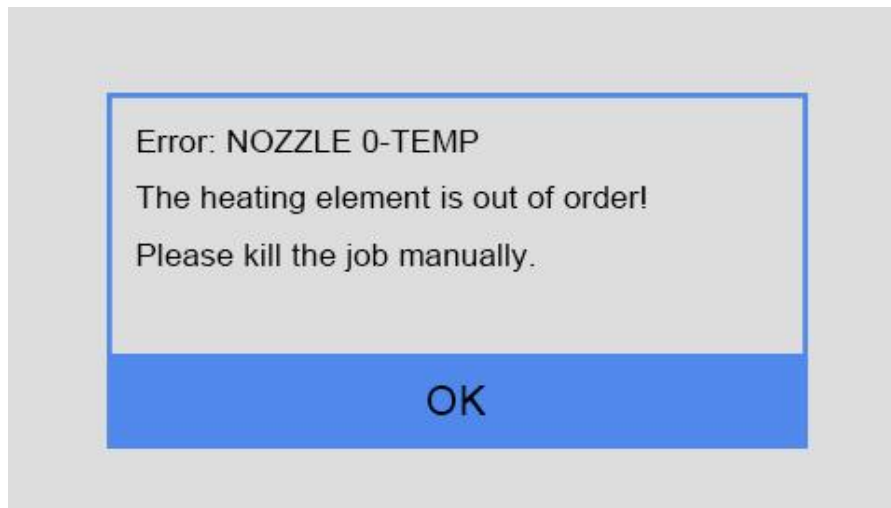 Error: NOZZLE 0-TEMP
The heating element is out of order!
Please kill the job manually.
OK